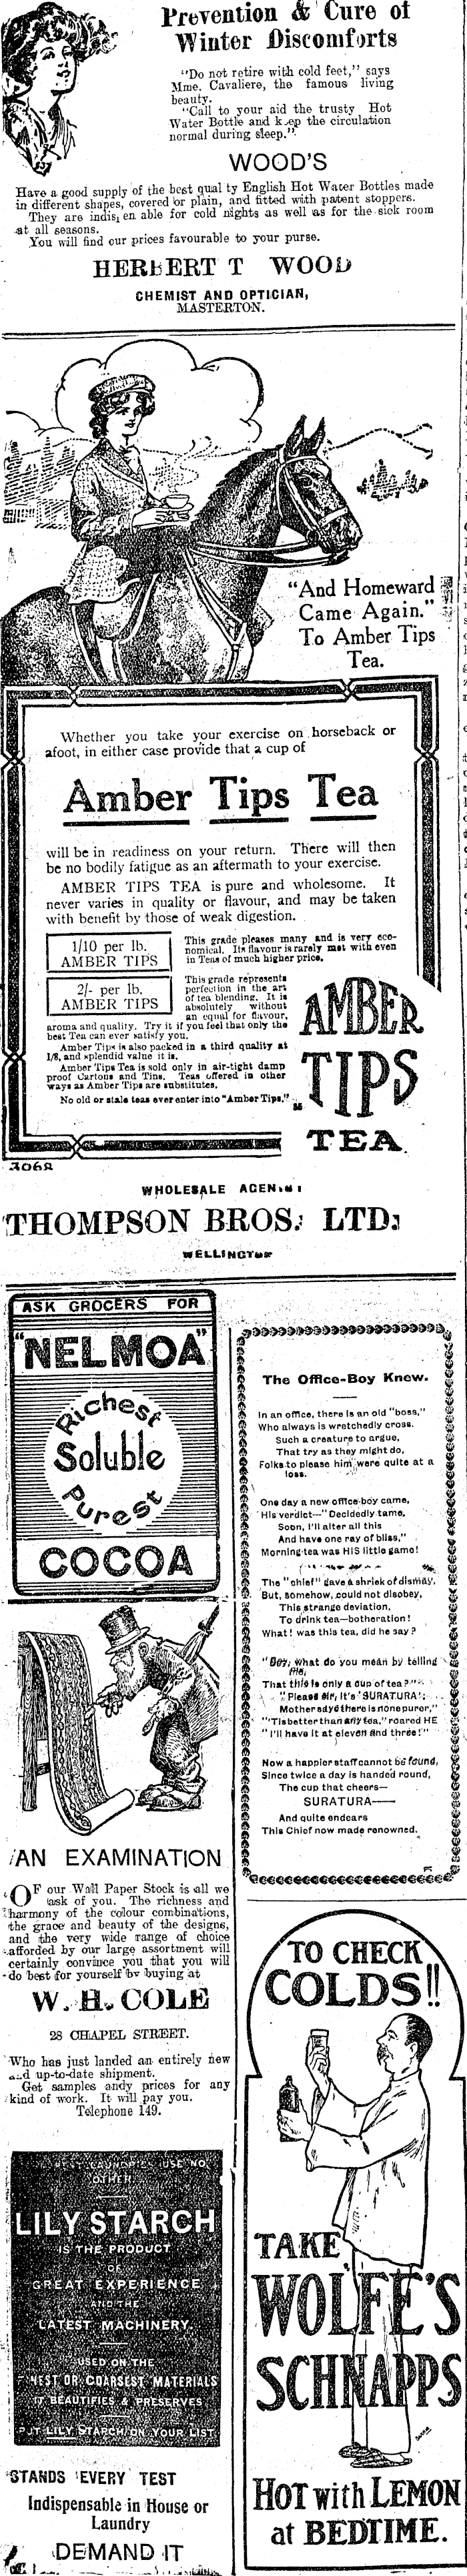 Prevention & Cure of
Winter Discomforts
"Do not retire with cold feet," says
Mme. Cavaliere, the famous living
beauty.
"Call to your aid the trusty Hot
Water Bottle and k ep the circulation
normal during sleep."
WOOD'S
Have a good supply of the best qual ty English Hot Water Bottles made
in different shapes, covered or plain, and fitted with patent stoppers.
They are indis en able for cold nights as well as for the sick room
at all seasons.
You will find our prices favourable to your purse.
HERBERT T WOOD
CHEMIST AND OPTICIAN,
MASTERTON.
"And Homeward
Came Again."
To Amber Tips
Tea.
Whether you take your exercise on horseback or
afoot, in either case provide that a cup of
Amber Tips Tea
will be in readiness on your return. There will then
be no bodily fatigue as an aftermath to your exercise.
AMBER TIPS TEA is pure and wholesome. It
never varies in quality or flavour, and may be taken
with benefit by those of weak digestion.
1/10 per lb.
AMBER TIPS
This grade pleases many and is very eco-
nomical. Its flavour is rarely met with even
in Teas of much higher price.
2/- per lb.
AMBER TIPS
This grade represents
perfection in the art
of tea blending. It is
absolutely without
an equal for flavour,
aroma and quality. Try it if you feel that only the
best Tea can ever satisfy you.
Amber Tips is also packed in a third quality at
1/8, and splendid value it is.
Amber Tips Tea is sold only in air-tight damp
proof Cartons and Tins. Teas offered in other
ways as Amber Tips are substitutes.
No old or stale teas ever enter into "Amber Tips."
AMBER
TIPS
TEA
3068
WHOLESALE AGEN
THOMPSON BROS. LTD.
WELLINGTON
ASK GROCERS FOR
"NELMOA"
Richest
Soluble
Purest
COCOA
AN EXAMINATION
OF our Wall Paper Stock is all we
ask of you. The richness and
harmony of the colour combinations,
the grace and beauty of the designs,
and the very wide range of choice
afforded by our large assortment will
certainly convince you that you will
do best for yourself by buying at
W. H. COLE
28 CHAPEL STREET.
Who has just landed an entirely new
and up-to-date shipment.
Get samples andy prices for any
kind of work. It will pay you.
Telephone 149.
BEST LAUNDRIES USE NO
OTHER
LILY STARCH
IS THE PRODUCT
OF
GREAT EXPERIENCE
AND THE
LATEST MACHINERY.
USED ON THE
FINEST OR COARSEST MATERIALS
IT BEAUTIFIES & PRESERVES
PUT LILY STARCH ON YOUR LIST
STANDS EVERY TEST
Indispensable in House or
Laundry
DEMAND IT
The Office-Boy Knew.
In an office, there is an old "boss,"
Who always is wretchedly cross.
Such a creature to argue,
That try as they might do,
Folks to please him were quite at a
loss.
One day a new office-boy came,
His verdict—"Decidedly tame,
Soon, I'll alter all this
And have one ray of bliss,"
Morning-tea was HIS little game!
The "chief" gave a shriek of dismay,
But, somehow, could not disobey,
This strange deviation,
To drink tea—botheration!
What! was this tea, did he say?
"Boy, what do you mean by telling
me,
That this is only a cup of tea?"
"Please sir, it's 'SURATURA';
Mother says there is none purer,"
"'Tis better than any tea," roared HE
"I'll have it at eleven and three!"
Now a happier staff cannot be found,
Since twice a day is handed round,
The cup that cheers—
SURATURA—
And quite endears
This Chief now made renowned.
TO CHECK
COLDS!!
TAKE
WOLFE'S
SCHNAPPS
HOT with LEMON
at BEDTIME.